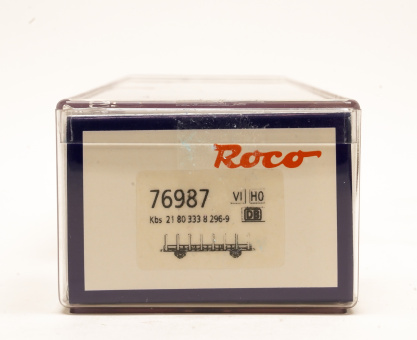 Roco
76987 VI H0
Kbs 21 80 333 8 296-9 DB